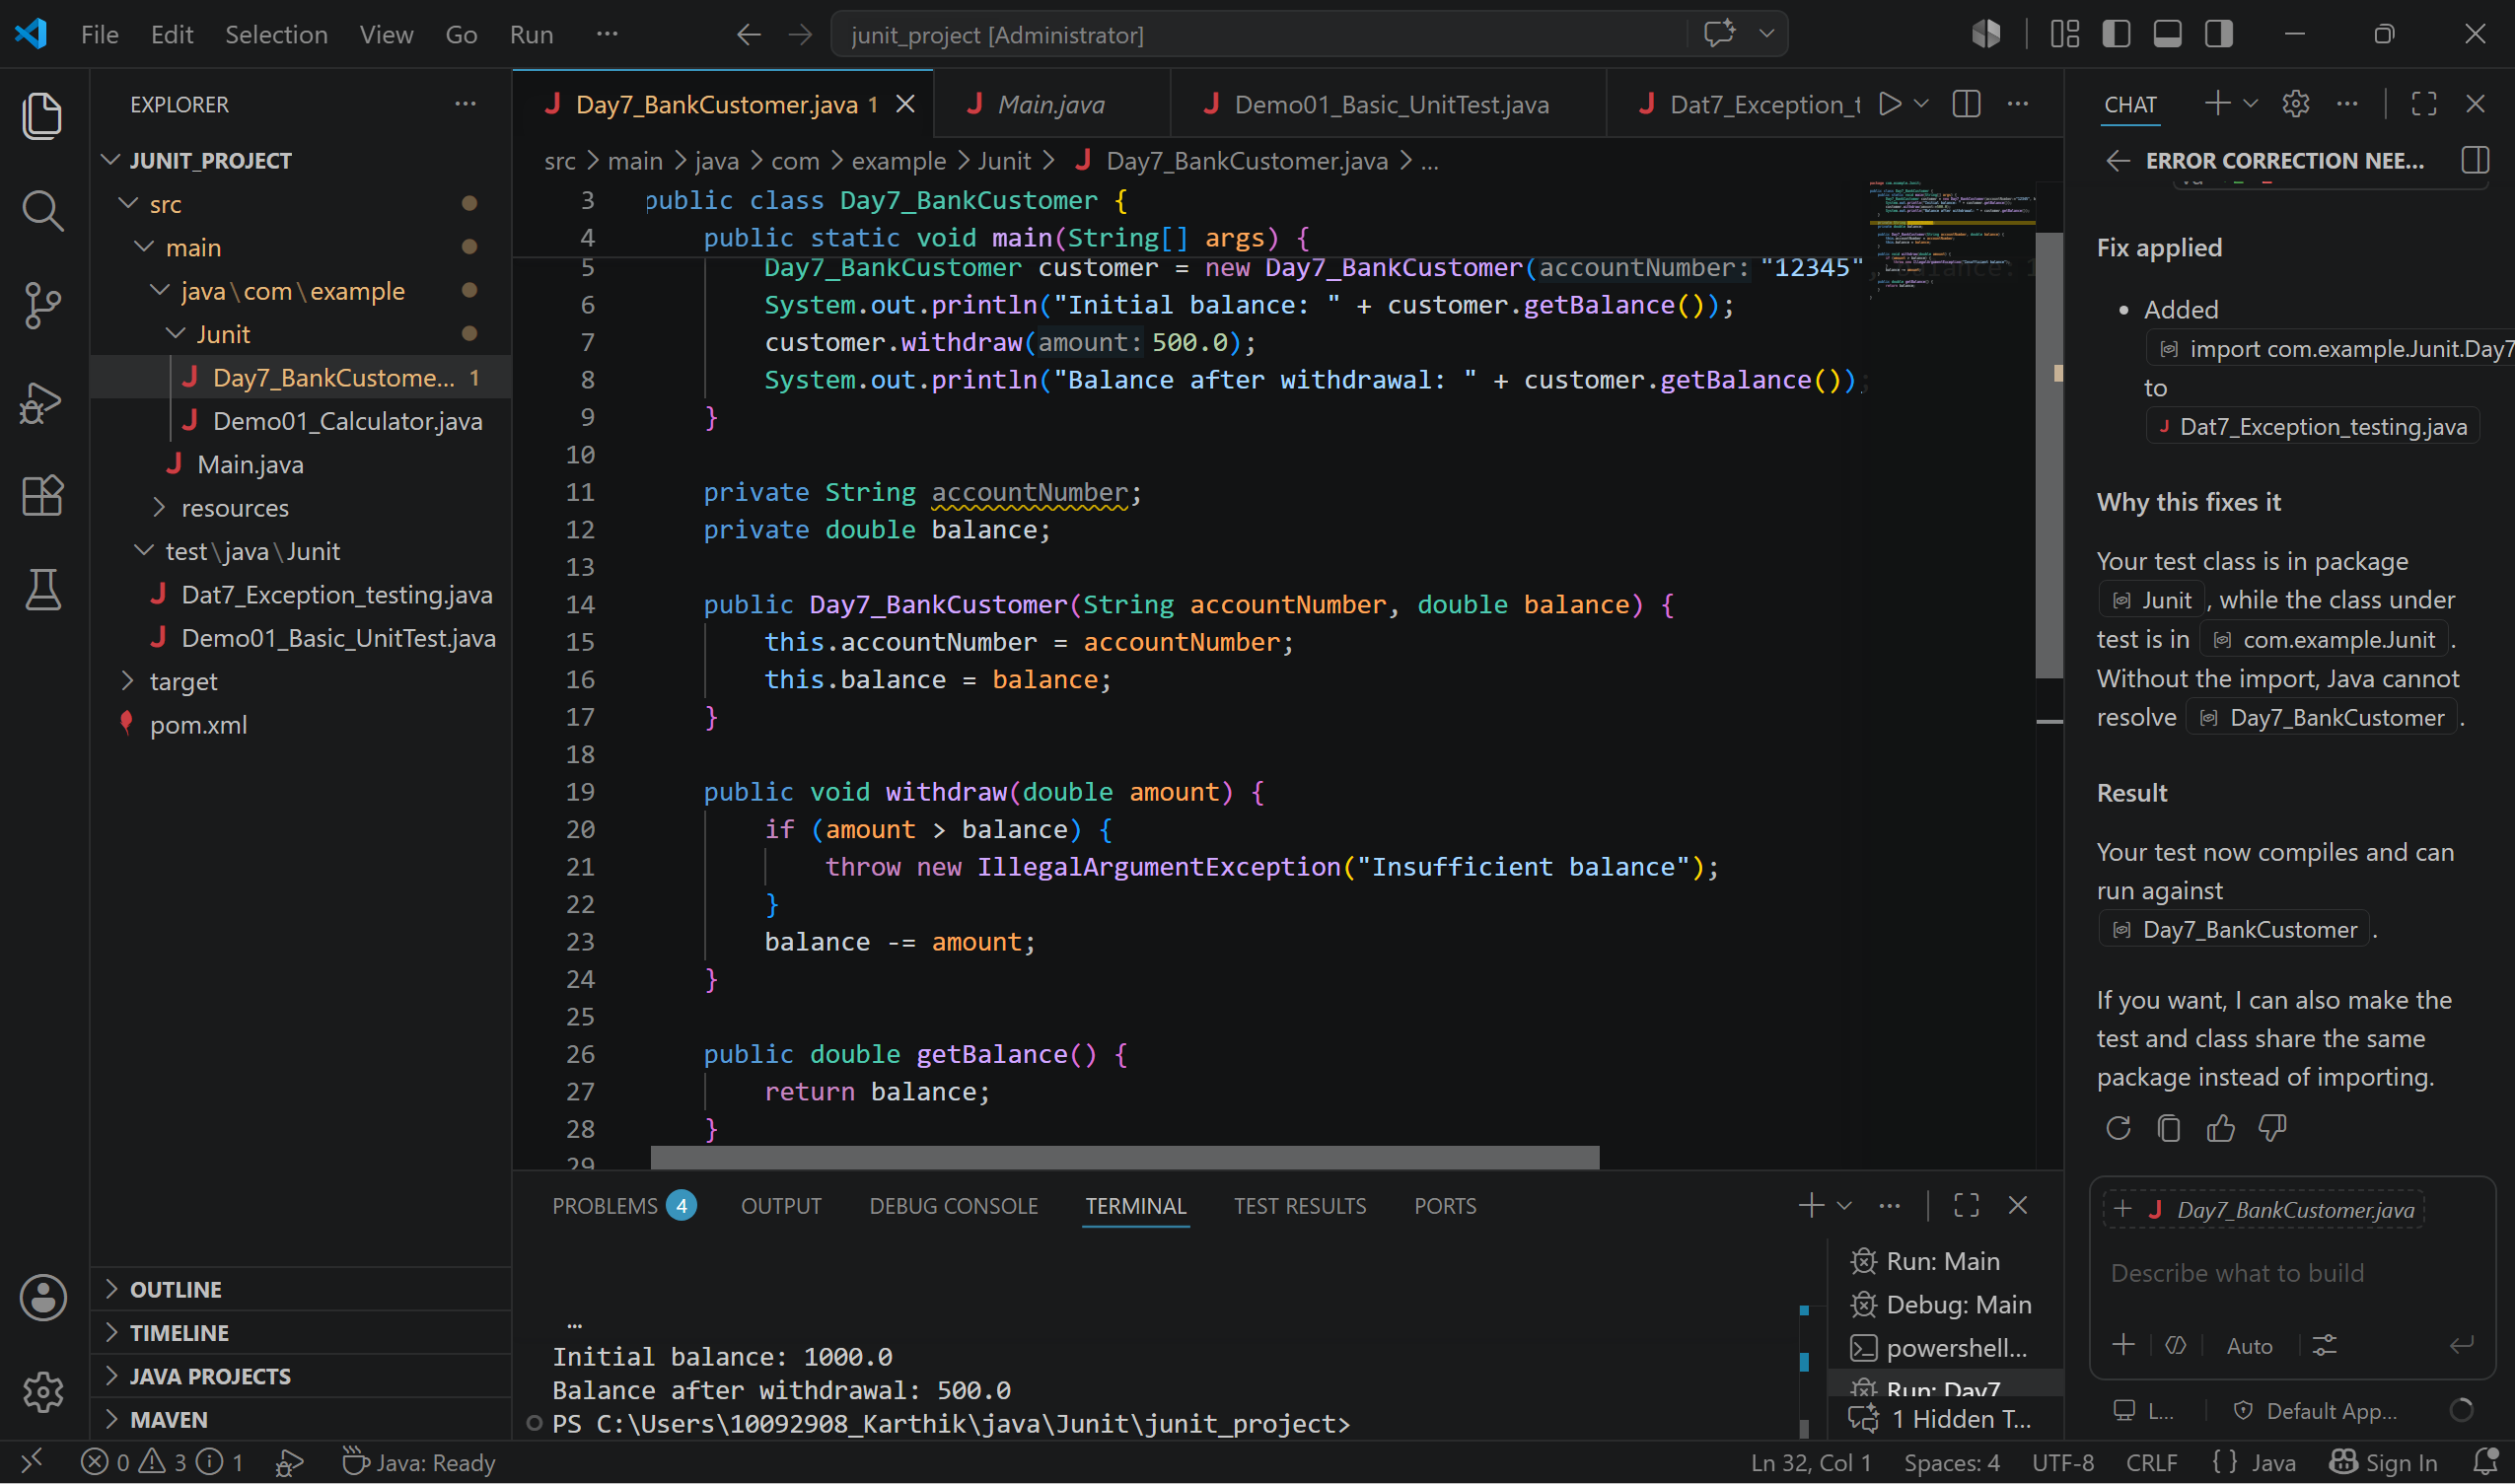 File Edit Selection View Go Run ··· junit_project [Administrator]
EXPLORER ···
JUNIT_PROJECT
src
main
java\com\example
Junit
Day7_BankCustome... 1
Demo01_Calculator.java
Main.java
resources
test\java\Junit
Dat7_Exception_testing.java
Demo01_Basic_UnitTest.java
target
pom.xml
OUTLINE
TIMELINE
JAVA PROJECTS
MAVEN
Day7_BankCustomer.java 1 Main.java Demo01_Basic_UnitTest.java Dat7_Exception_t
src > main > java > com > example > Junit > Day7_BankCustomer.java > ...
3 public class Day7_BankCustomer {
4 public static void main(String[] args) {
5 Day7_BankCustomer customer = new Day7_BankCustomer(accountNumber: "12345", balance: 1
6 System.out.println("Initial balance: " + customer.getBalance());
7 customer.withdraw(amount: 500.0);
8 System.out.println("Balance after withdrawal: " + customer.getBalance());
9 }
10
11 private String accountNumber;
12 private double balance;
13
14 public Day7_BankCustomer(String accountNumber, double balance) {
15 this.accountNumber = accountNumber;
16 this.balance = balance;
17 }
18
19 public void withdraw(double amount) {
20 if (amount > balance) {
21 throw new IllegalArgumentException("Insufficient balance");
22 }
23 balance -= amount;
24 }
25
26 public double getBalance() {
27 return balance;
28 }
29
PROBLEMS 4 OUTPUT DEBUG CONSOLE TERMINAL TEST RESULTS PORTS
...
Initial balance: 1000.0
Balance after withdrawal: 500.0
PS C:\Users\10092908_Karthik\java\Junit\junit_project>
Run: Main
Debug: Main
powershell...
Run: Day7
1 Hidden T...
CHAT
ERROR CORRECTION NEE...
Fix applied
• Added
import com.example.Junit.Day7
to
Dat7_Exception_testing.java
Why this fixes it
Your test class is in package
Junit , while the class under
test is in com.example.Junit .
Without the import, Java cannot
resolve Day7_BankCustomer .
Result
Your test now compiles and can
run against
Day7_BankCustomer .
If you want, I can also make the
test and class share the same
package instead of importing.
Day7_BankCustomer.java
Describe what to build
Auto
L... Default App...
0 3 1 Java: Ready Ln 32, Col 1 Spaces: 4 UTF-8 CRLF {} Java Sign In